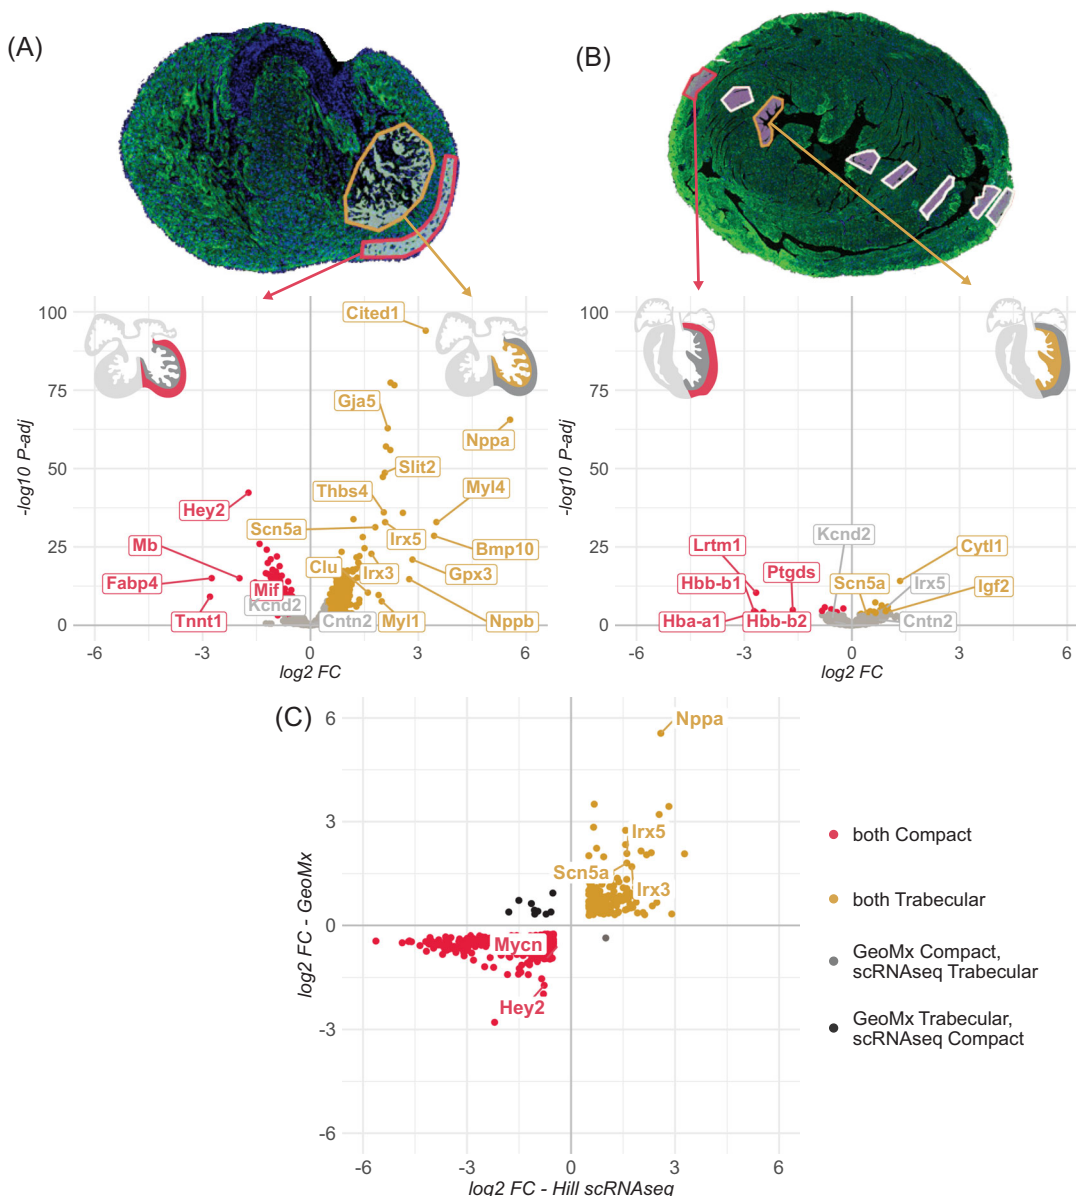 (A)
(B)
-log10 P-adj
100
75
50
25
0
Cited1
Gja5
Nppa
Slit2
Thbs4
Myl4
Hey2
Scn5a
Irx5
Mb
Bmp10
Fabp4
Clu
Irx3
Gpx3
Mif
Kcnd2
Tnnt1
Cntn2
Myl1
Nppb
-6
-3
0
3
6
log2 FC
-log10 P-adj
100
75
50
25
0
Kcnd2
Lrtm1
Cytl1
Ptgds
Hbb-b1
Scn5a
Irx5
Igf2
Hba-a1
Hbb-b2
Cntn2
-6
-3
0
3
6
log2 FC
(C)
log2 FC - GeoMx
6
3
0
-3
-6
Nppa
Irx5
Scn5a
Irx3
Mycn
Hey2
-6
-3
0
3
6
log2 FC - Hill scRNAseq
both Compact
both Trabecular
GeoMx Compact,
scRNAseq Trabecular
GeoMx Trabecular,
scRNAseq Compact